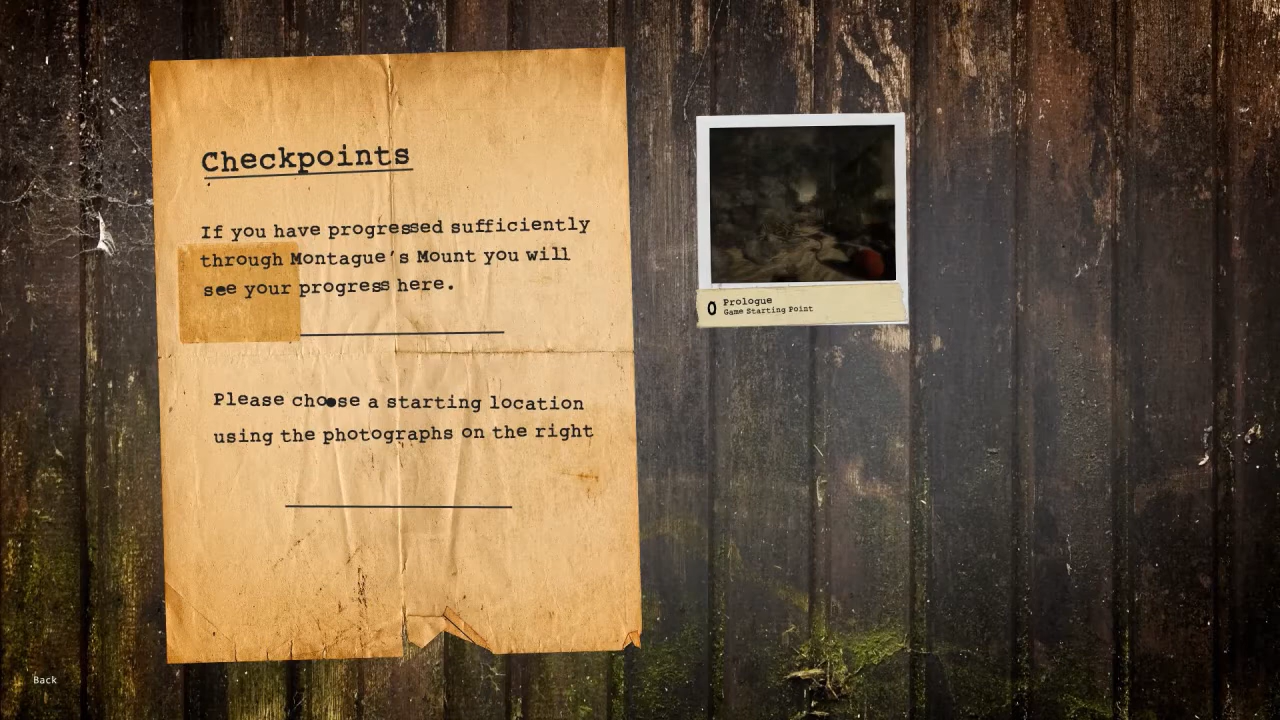 Checkpoints
If you have progressed sufficiently
through Montague's Mount you will
see your progress here.
Please choose a starting location
using the photographs on the right
0 Prologue
Game Starting Point
Back